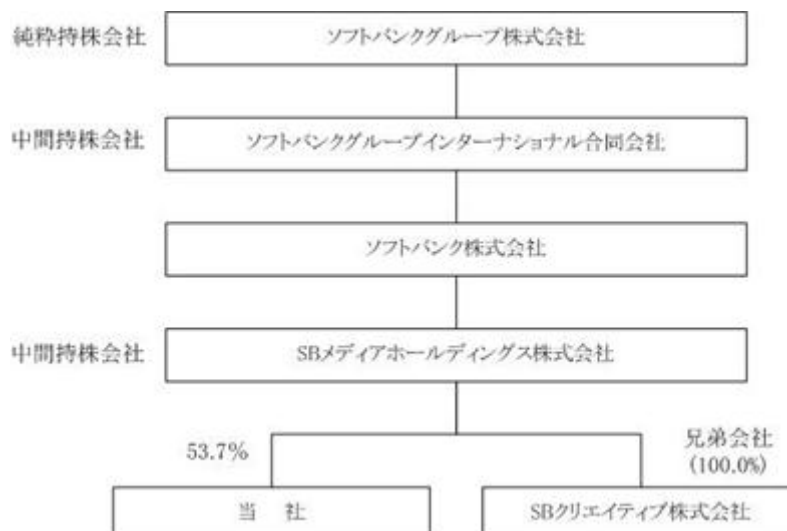 純粋持株会社
ソフトバンクグループ株式会社
中間持株会社
ソフトバンクグループインターナショナル合同会社
ソフトバンク株式会社
中間持株会社
SBメディアホールディングス株式会社
53.7%
兄弟会社
(100.0%)
当 社
SBクリエイティブ株式会社